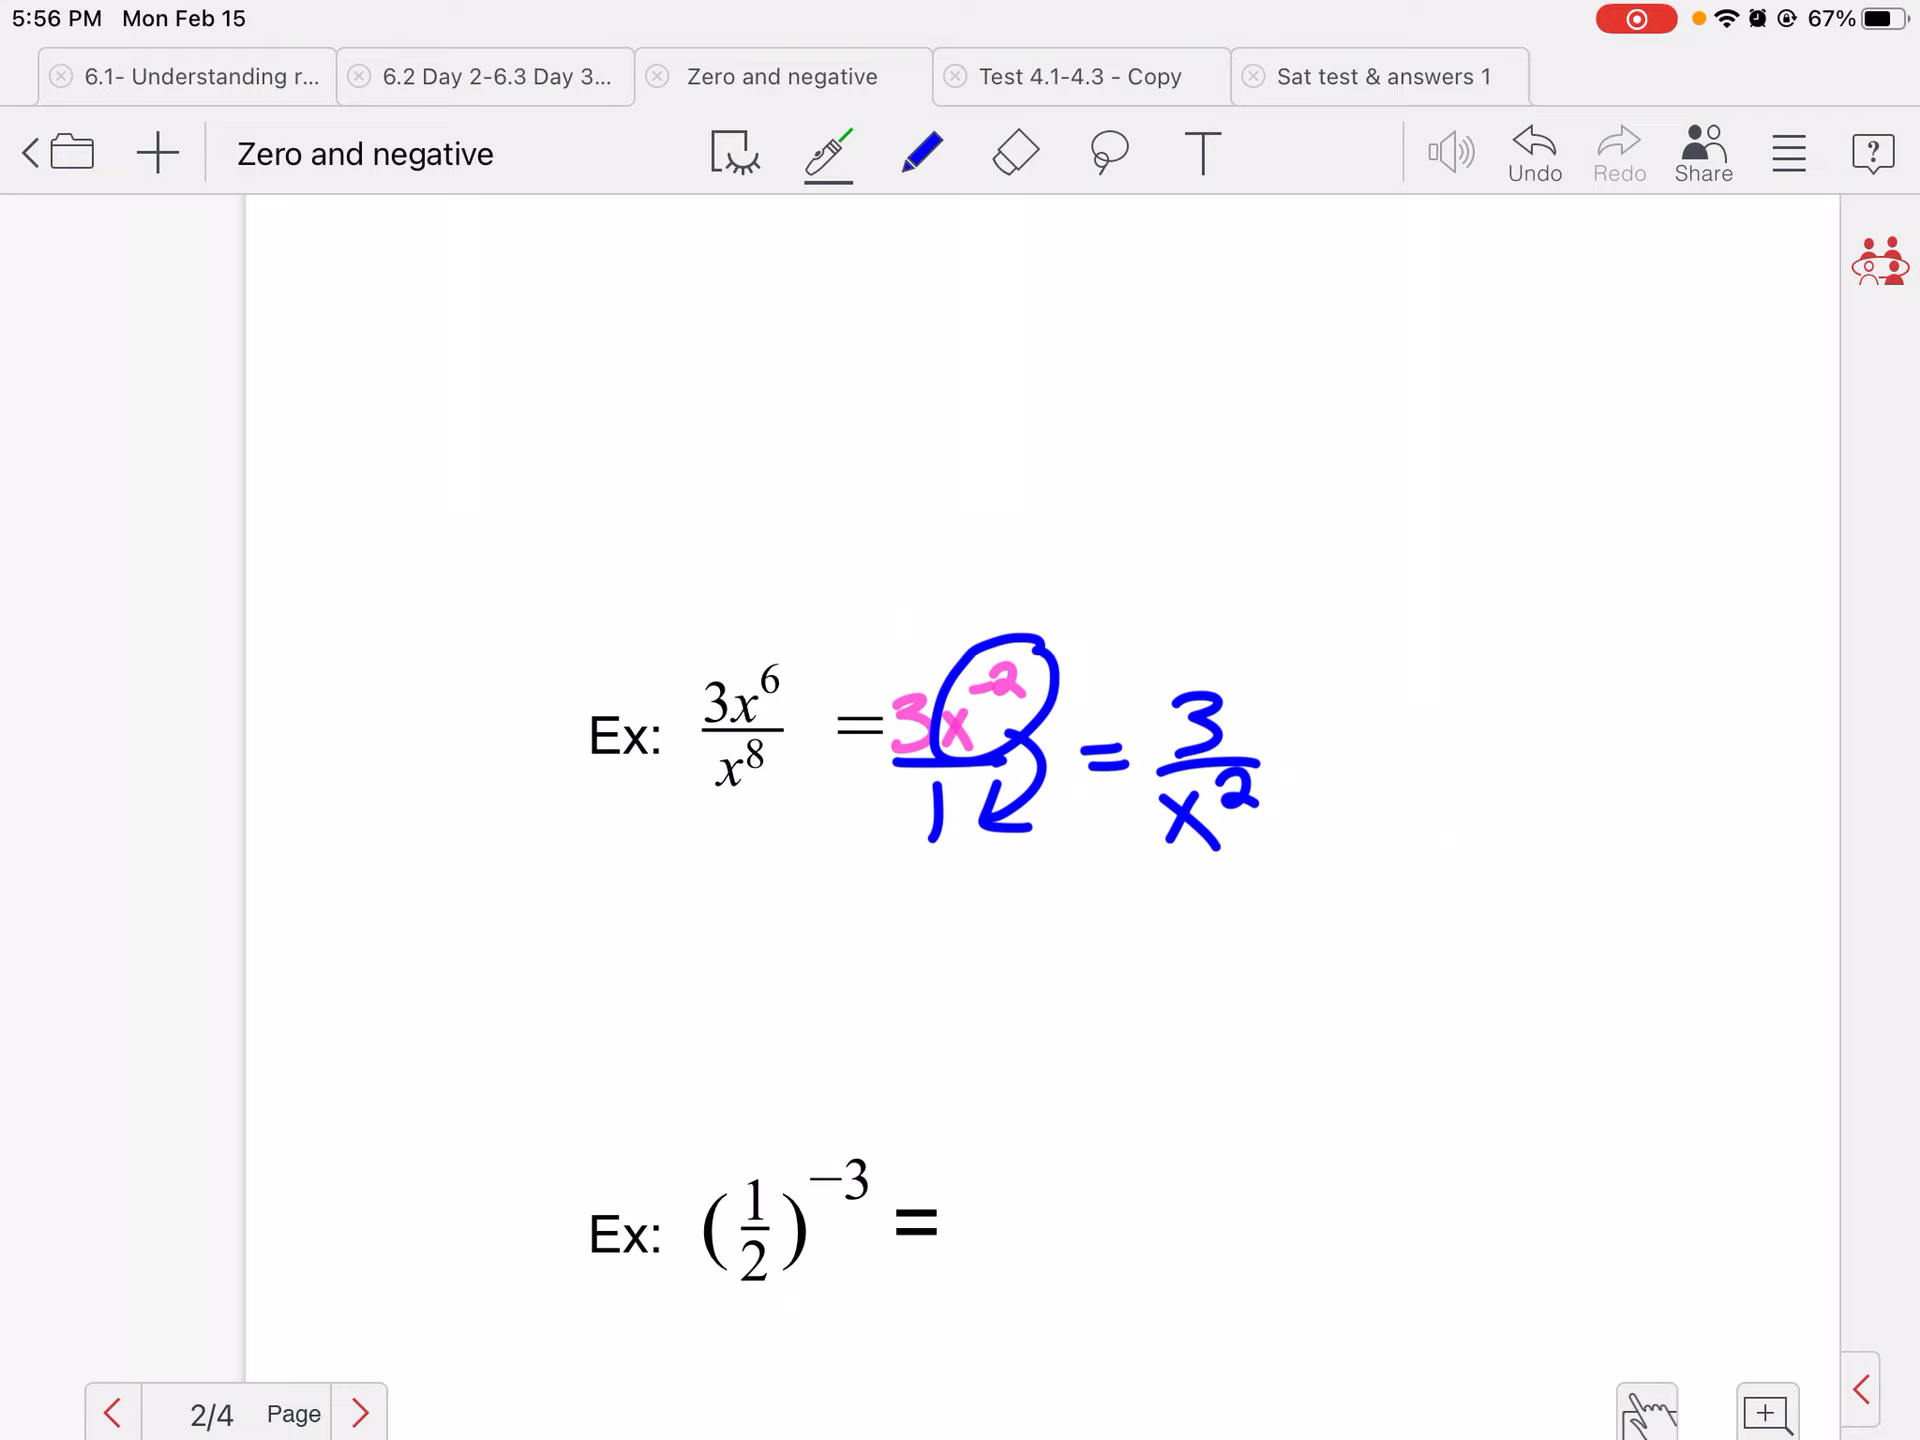 5:56 PM Mon Feb 15 67%
6.1- Understanding r... 6.2 Day 2-6.3 Day 3... Zero and negative Test 4.1-4.3 - Copy Sat test & answers 1
Zero and negative T Undo Redo Share ?
Ex: 3x^6/x^8 = 3x^-2/1 = 3/x^2
Ex: (1/2)^−3 =
2/4 Page